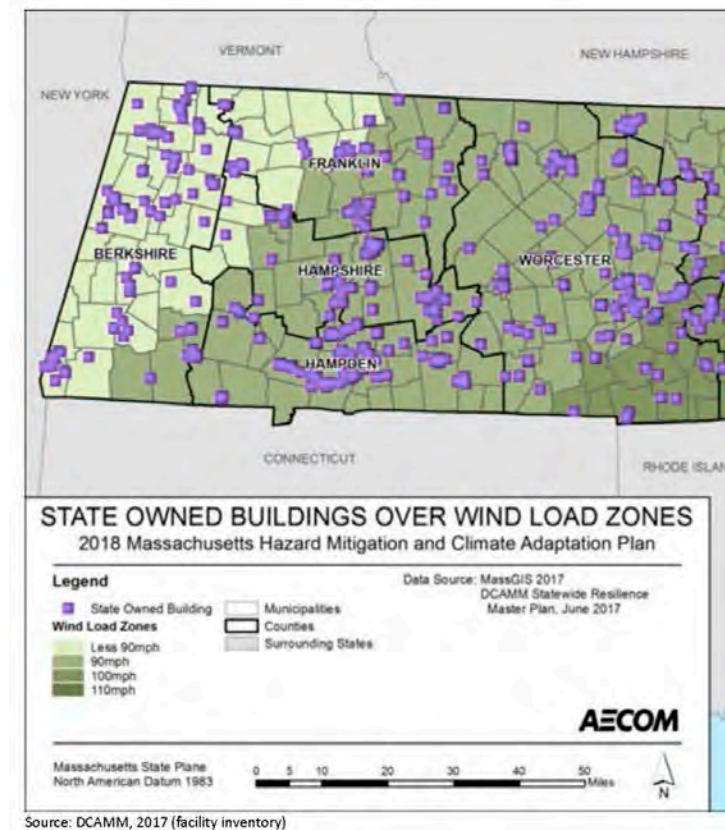 VERMONT
NEW HAMPSHIRE
NEW YORK
FRANKLIN
BERKSHIRE
HAMPSHIRE
WORCESTER
HAMPDEN
CONNECTICUT
RHODE ISLAN
STATE OWNED BUILDINGS OVER WIND LOAD ZONES
2018 Massachusetts Hazard Mitigation and Climate Adaptation Plan
Legend
State Owned Building
Wind Load Zones
Less 90mph
90mph
100mph
110mph
Municipalities
Counties
Surrounding States
Data Source: MassGIS 2017
DCAMM Statewide Resilience
Master Plan, June 2017
AECOM
Massachusetts State Plane
North American Datum 1983
0 5 10 20 30 40 50 Miles
N
Source: DCAMM, 2017 (facility inventory)